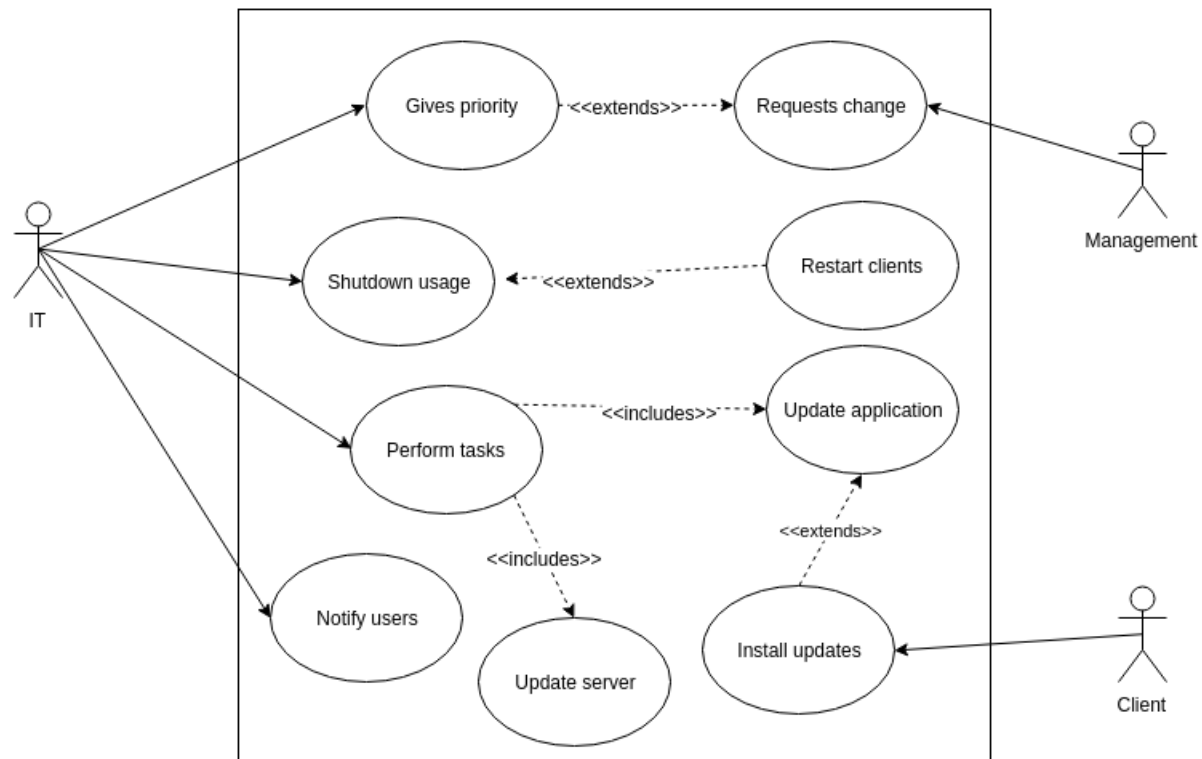 Gives priority
<<extends>>
Requests change
Management
Shutdown usage
<<extends>>
Restart clients
IT
Perform tasks
<<includes>>
Update application
<<includes>>
<<extends>>
Notify users
Update server
Install updates
Client